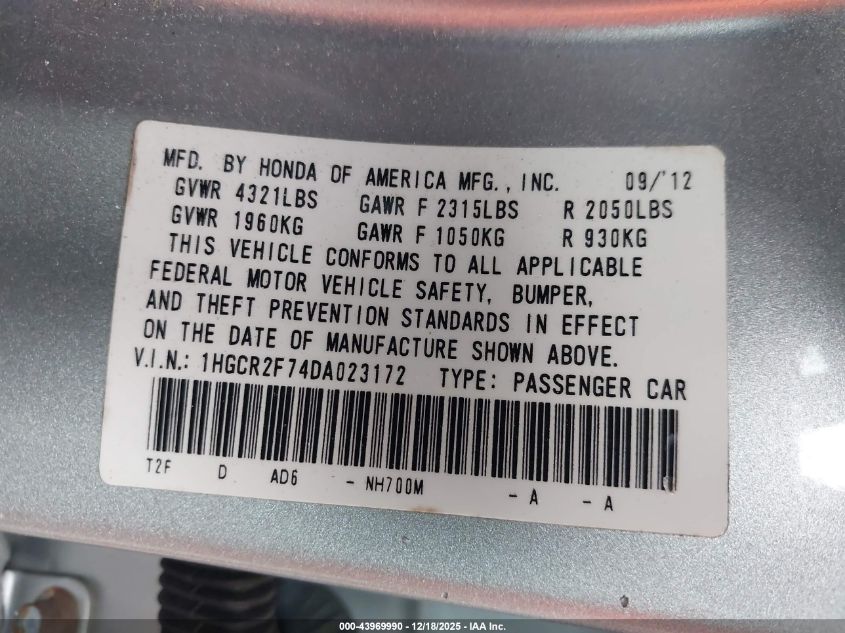 MFD. BY HONDA OF AMERICA MFG., INC. 09/'12
GVWR 4321LBS GAWR F 2315LBS R 2050LBS
GVWR 1960KG GAWR F 1050KG R 930KG
THIS VEHICLE CONFORMS TO ALL APPLICABLE
FEDERAL MOTOR VEHICLE SAFETY, BUMPER,
AND THEFT PREVENTION STANDARDS IN EFFECT
ON THE DATE OF MANUFACTURE SHOWN ABOVE.
V.I.N.: 1HGCR2F74DA023172 TYPE: PASSENGER CAR
T2F D AD6 - NH700M - A - A
000-43969990 - 12/18/2025 - IAA Inc.